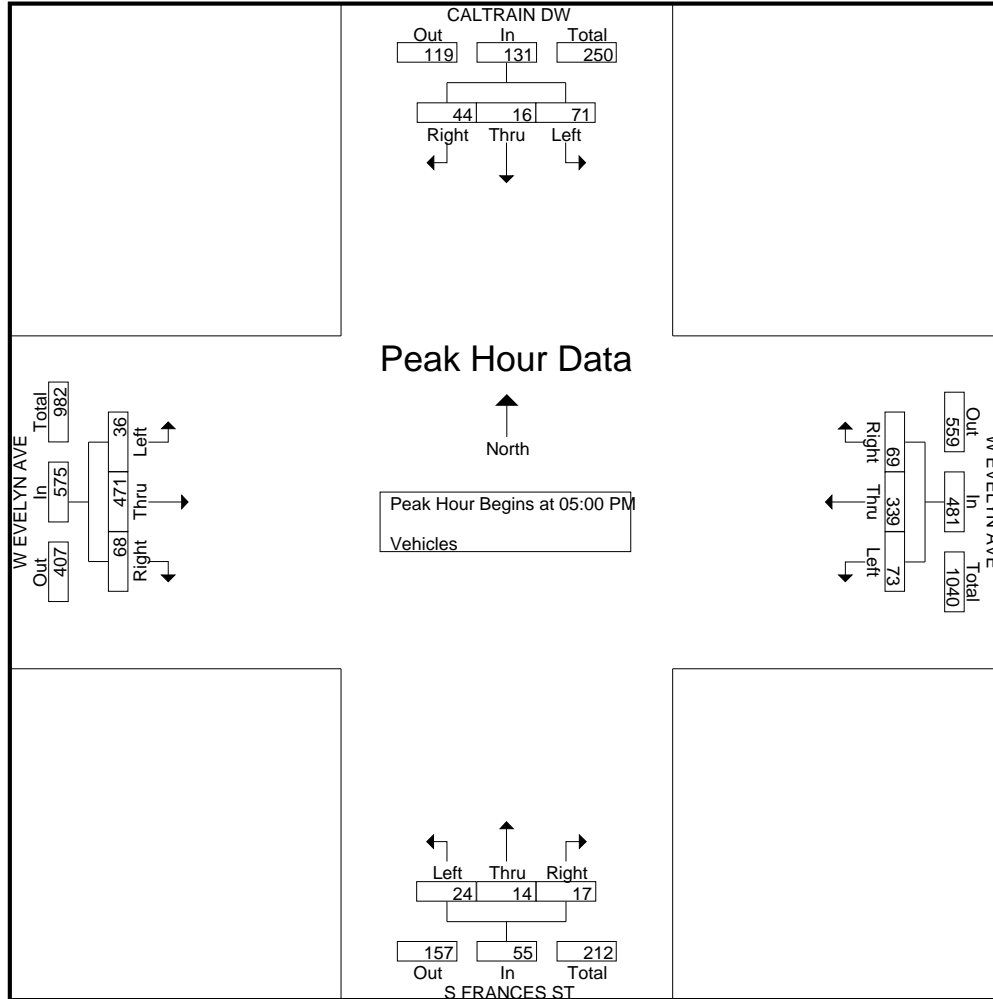 CALTRAIN DW
Out In Total
119 131 250
44 16 71
Right Thru Left
Peak Hour Data
North
Peak Hour Begins at 05:00 PM
Vehicles
W EVELYN AVE
Total In Out
982 575 407
36 471 68
Left Thru Right
W EVELYN AVE
Out In Total
559 481 1040
69 339 73
Right Thru Left
Left Thru Right
24 14 17
157 55 212
Out In Total
S FRANCES ST